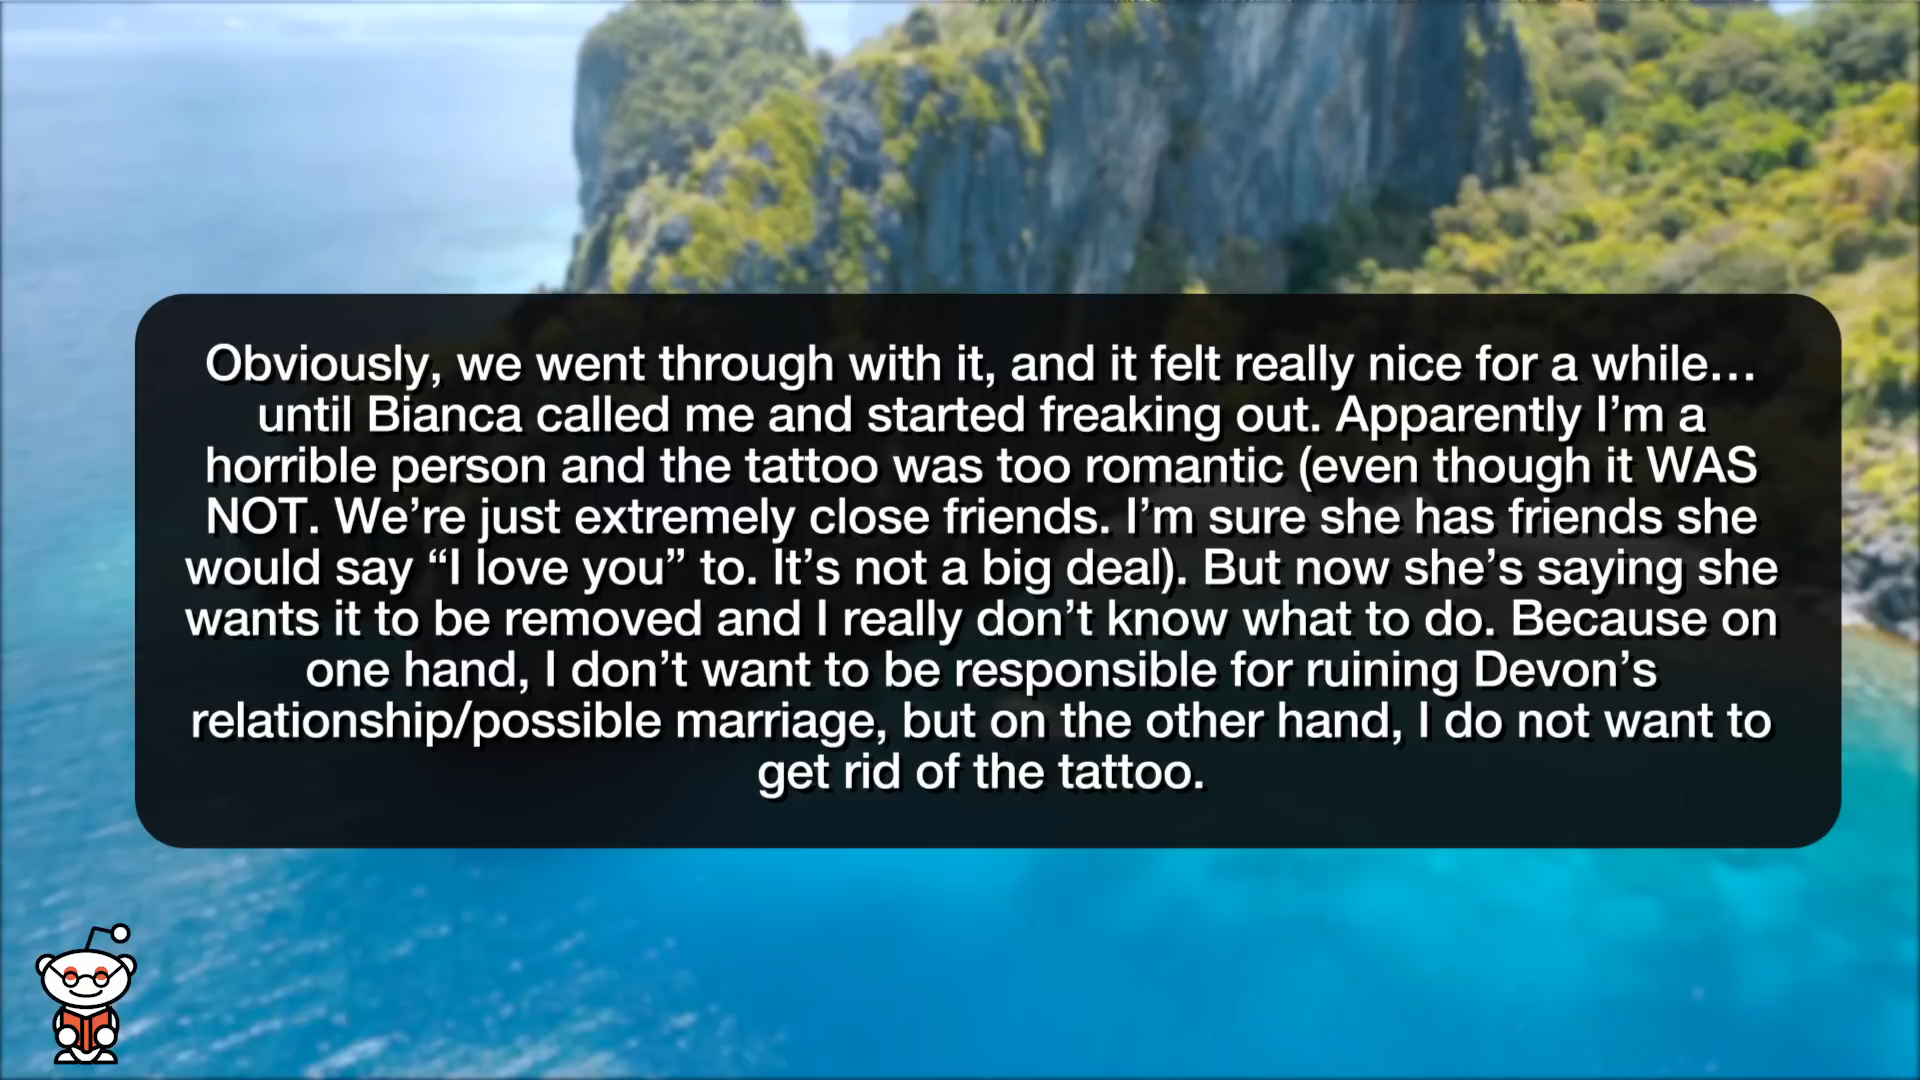 Obviously, we went through with it, and it felt really nice for a while…
until Bianca called me and started freaking out. Apparently I’m a
horrible person and the tattoo was too romantic (even though it WAS
NOT. We’re just extremely close friends. I’m sure she has friends she
would say “I love you” to. It’s not a big deal). But now she’s saying she
wants it to be removed and I really don’t know what to do. Because on
one hand, I don’t want to be responsible for ruining Devon’s
relationship/possible marriage, but on the other hand, I do not want to
get rid of the tattoo.